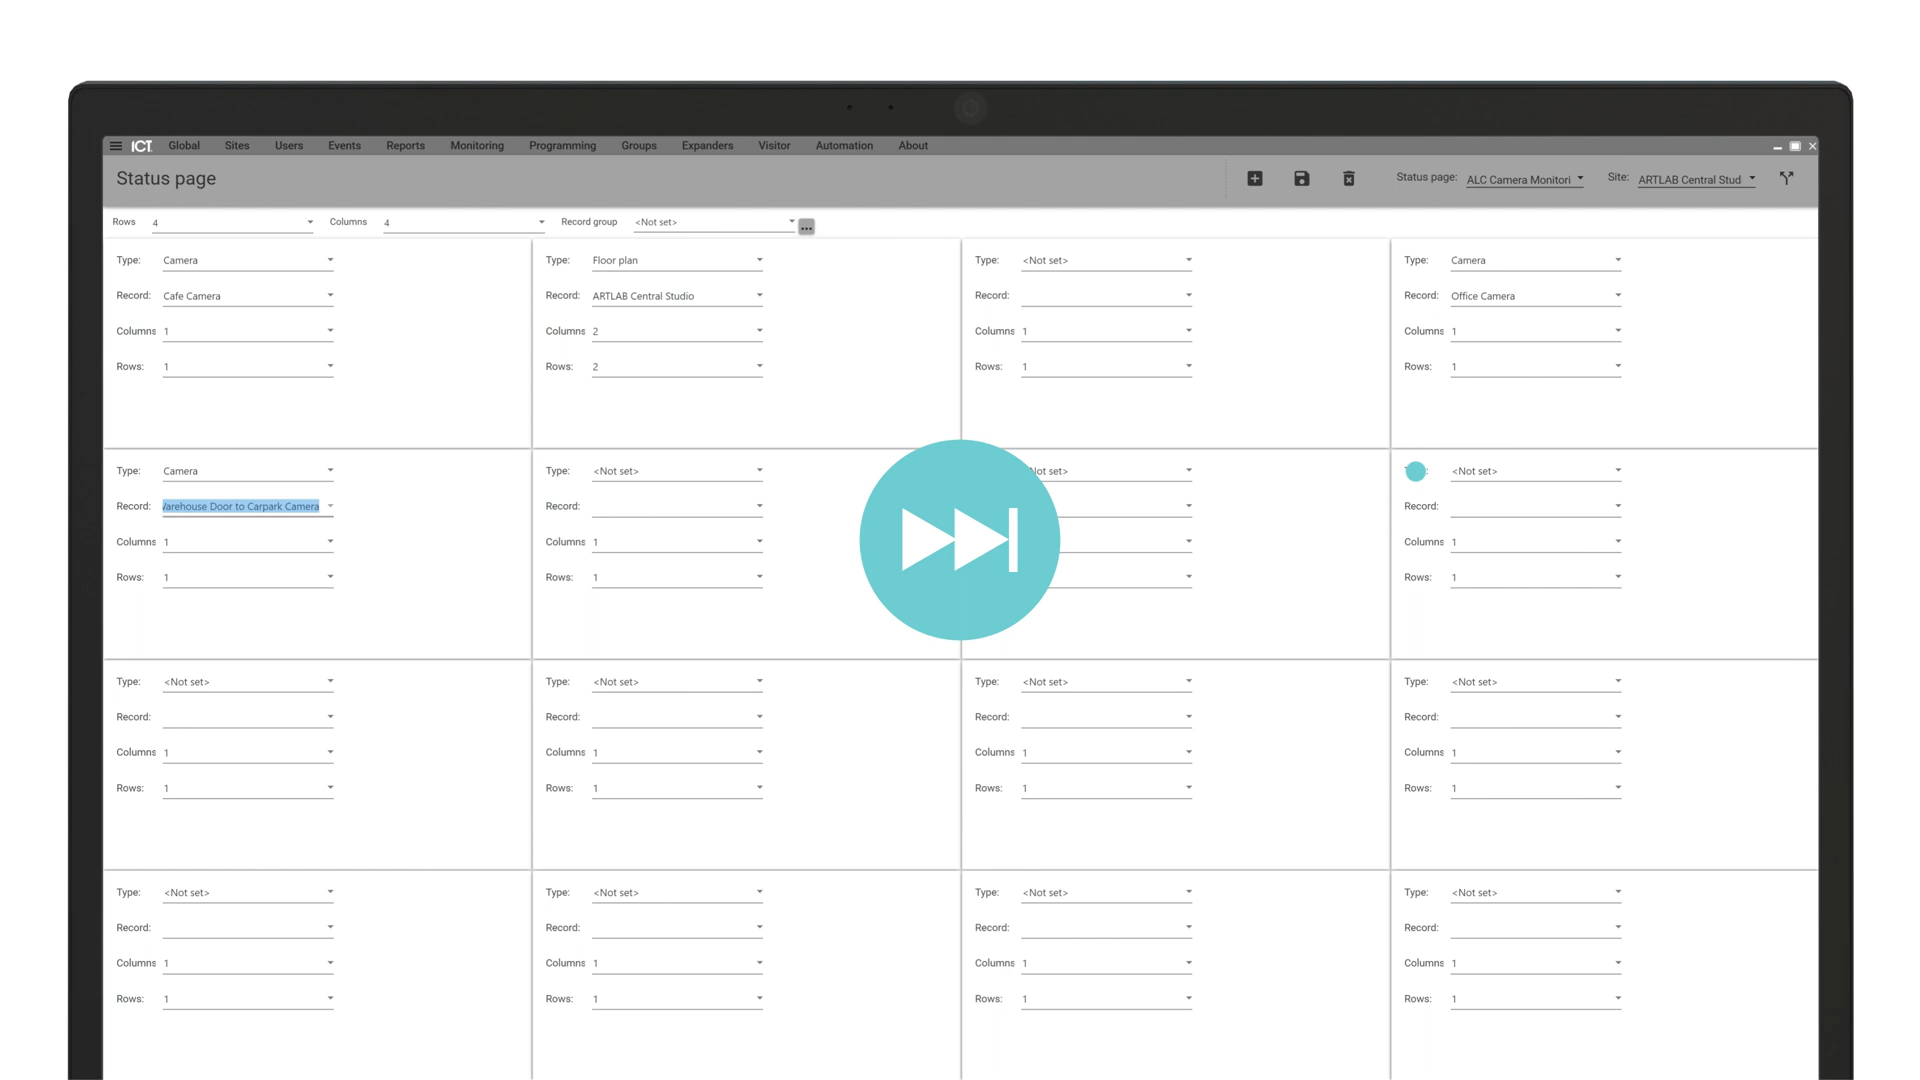 ICT Global Sites Users Events Reports Monitoring Programming Groups Expanders Visitor Automation About
Status page
Status page: ALC Camera Monitori Site: ARTLAB Central Stud
Rows 4 Columns 4 Record group <Not set> ...
Type: Camera Type: Floor plan Type: <Not set> Type: Camera
Record: Cafe Camera Record: ARTLAB Central Studio Record: Record: Office Camera
Columns 1 Columns 2 Columns 1 Columns 1
Rows: 1 Rows: 2 Rows: 1 Rows: 1
Type: Camera Type: <Not set> Not set> <Not set>
Record: Warehouse Door to Carpark Camera Record: Record:
Columns 1 Columns 1 Columns 1
Rows: 1 Rows: 1 Rows: 1
Type: <Not set> Type: <Not set> Type: <Not set> Type: <Not set>
Record: Record: Record: Record:
Columns 1 Columns 1 Columns 1 Columns 1
Rows: 1 Rows: 1 Rows: 1 Rows: 1
Type: <Not set> Type: <Not set> Type: <Not set> Type: <Not set>
Record: Record: Record: Record:
Columns 1 Columns 1 Columns 1 Columns 1
Rows: 1 Rows: 1 Rows: 1 Rows: 1